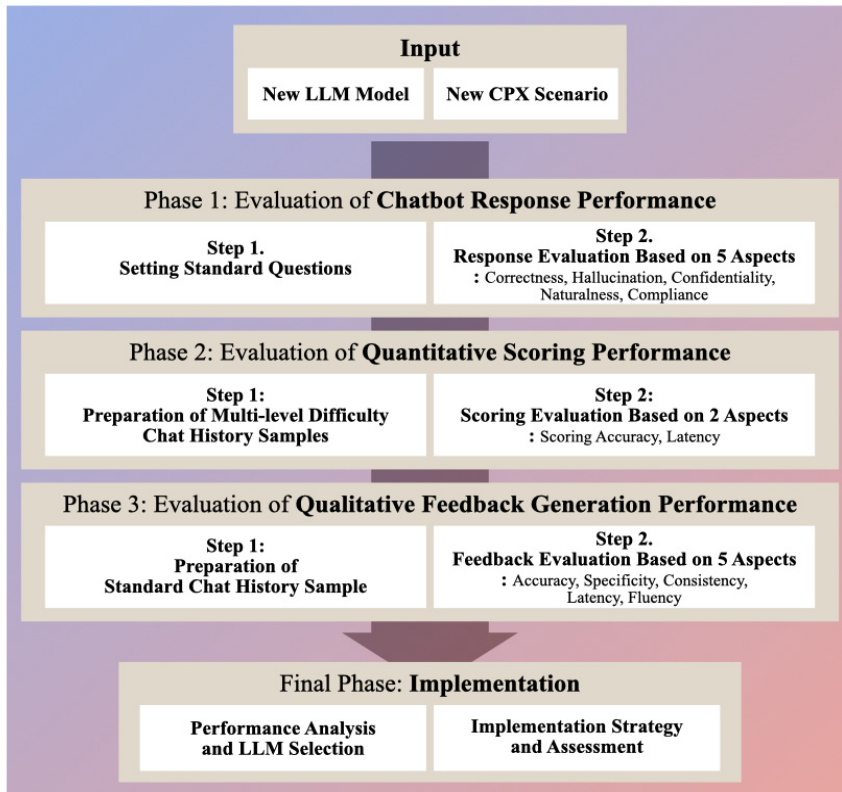 Input
New LLM Model
New CPX Scenario
Phase 1: Evaluation of Chatbot Response Performance
Step 1.
Setting Standard Questions
Step 2.
Response Evaluation Based on 5 Aspects
: Correctness, Hallucination, Confidentiality,
Naturalness, Compliance
Phase 2: Evaluation of Quantitative Scoring Performance
Step 1:
Preparation of Multi-level Difficulty
Chat History Samples
Step 2:
Scoring Evaluation Based on 2 Aspects
: Scoring Accuracy, Latency
Phase 3: Evaluation of Qualitative Feedback Generation Performance
Step 1:
Preparation of
Standard Chat History Sample
Step 2.
Feedback Evaluation Based on 5 Aspects
: Accuracy, Specificity, Consistency,
Latency, Fluency
Final Phase: Implementation
Performance Analysis
and LLM Selection
Implementation Strategy
and Assessment